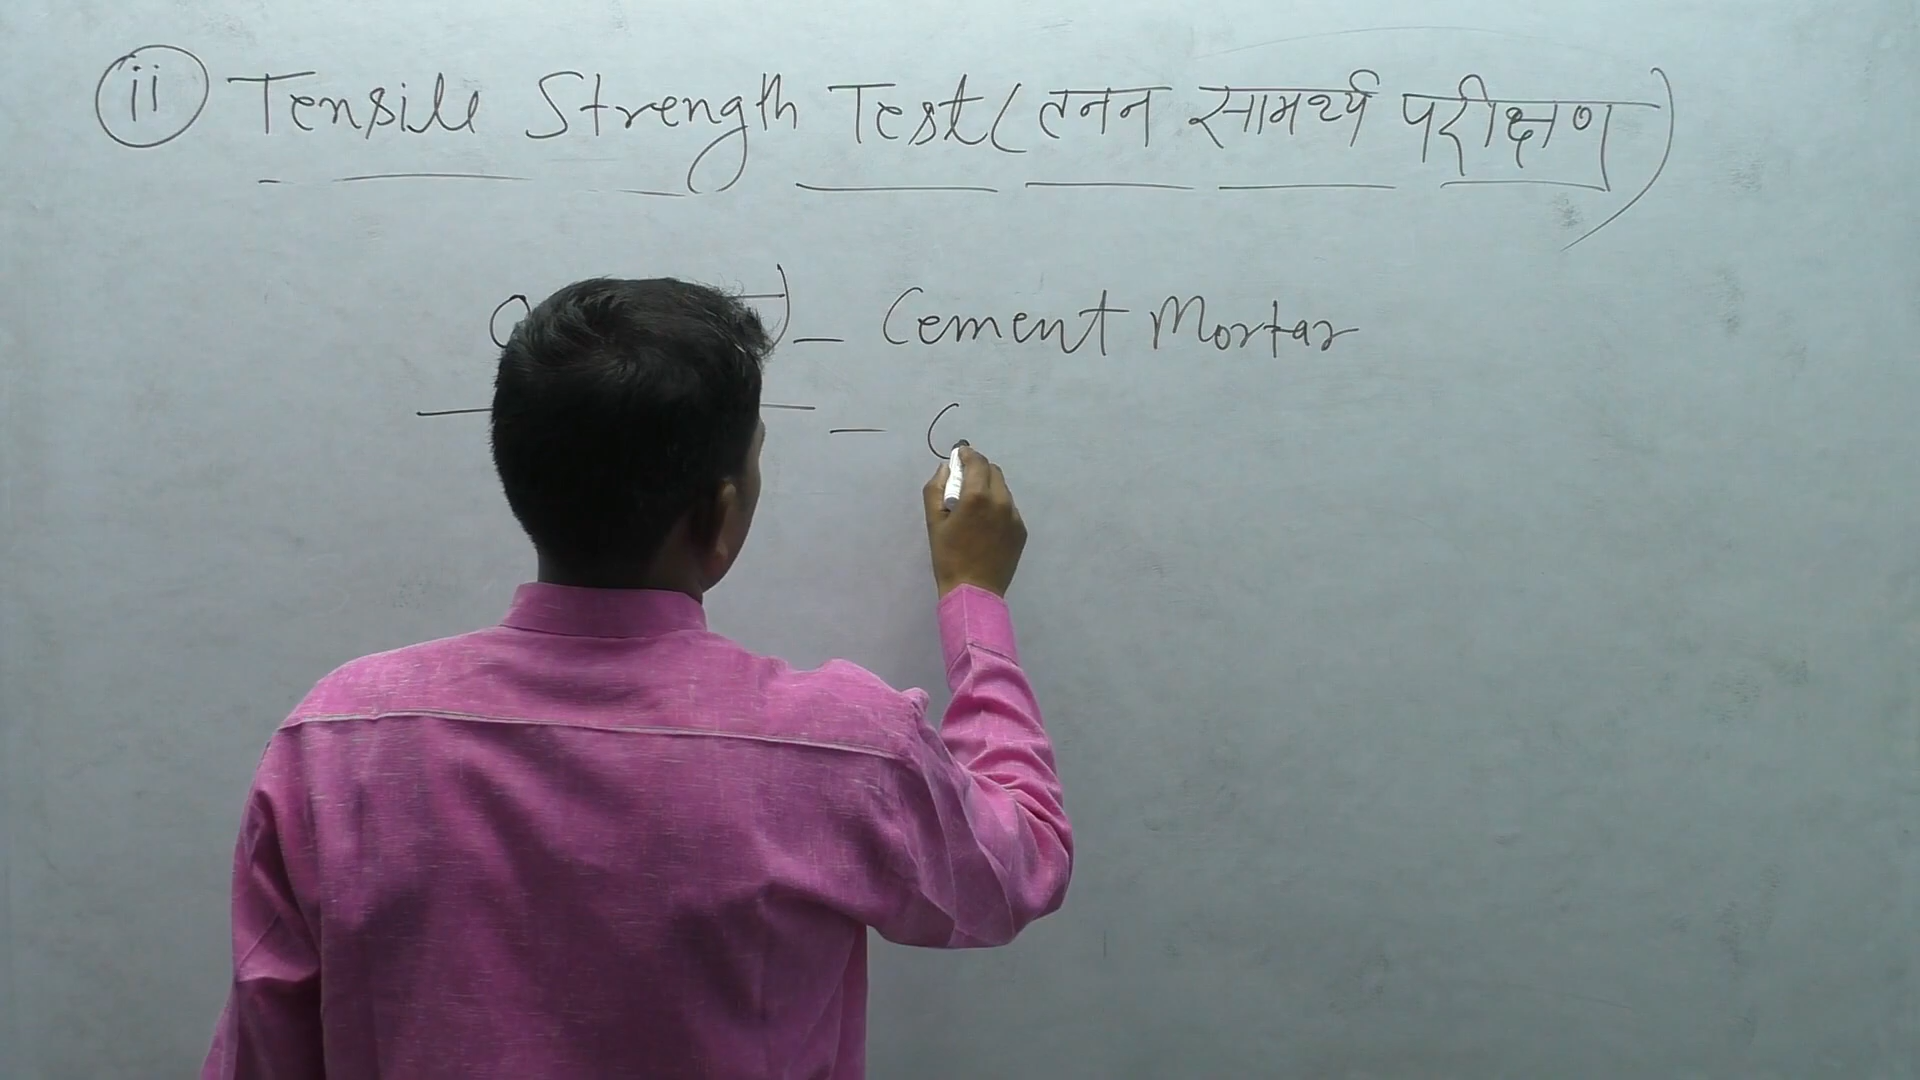 ii Tensile Strength Test (तनन सामर्थ्य परीक्षण)
) – Cement Mortar
– C